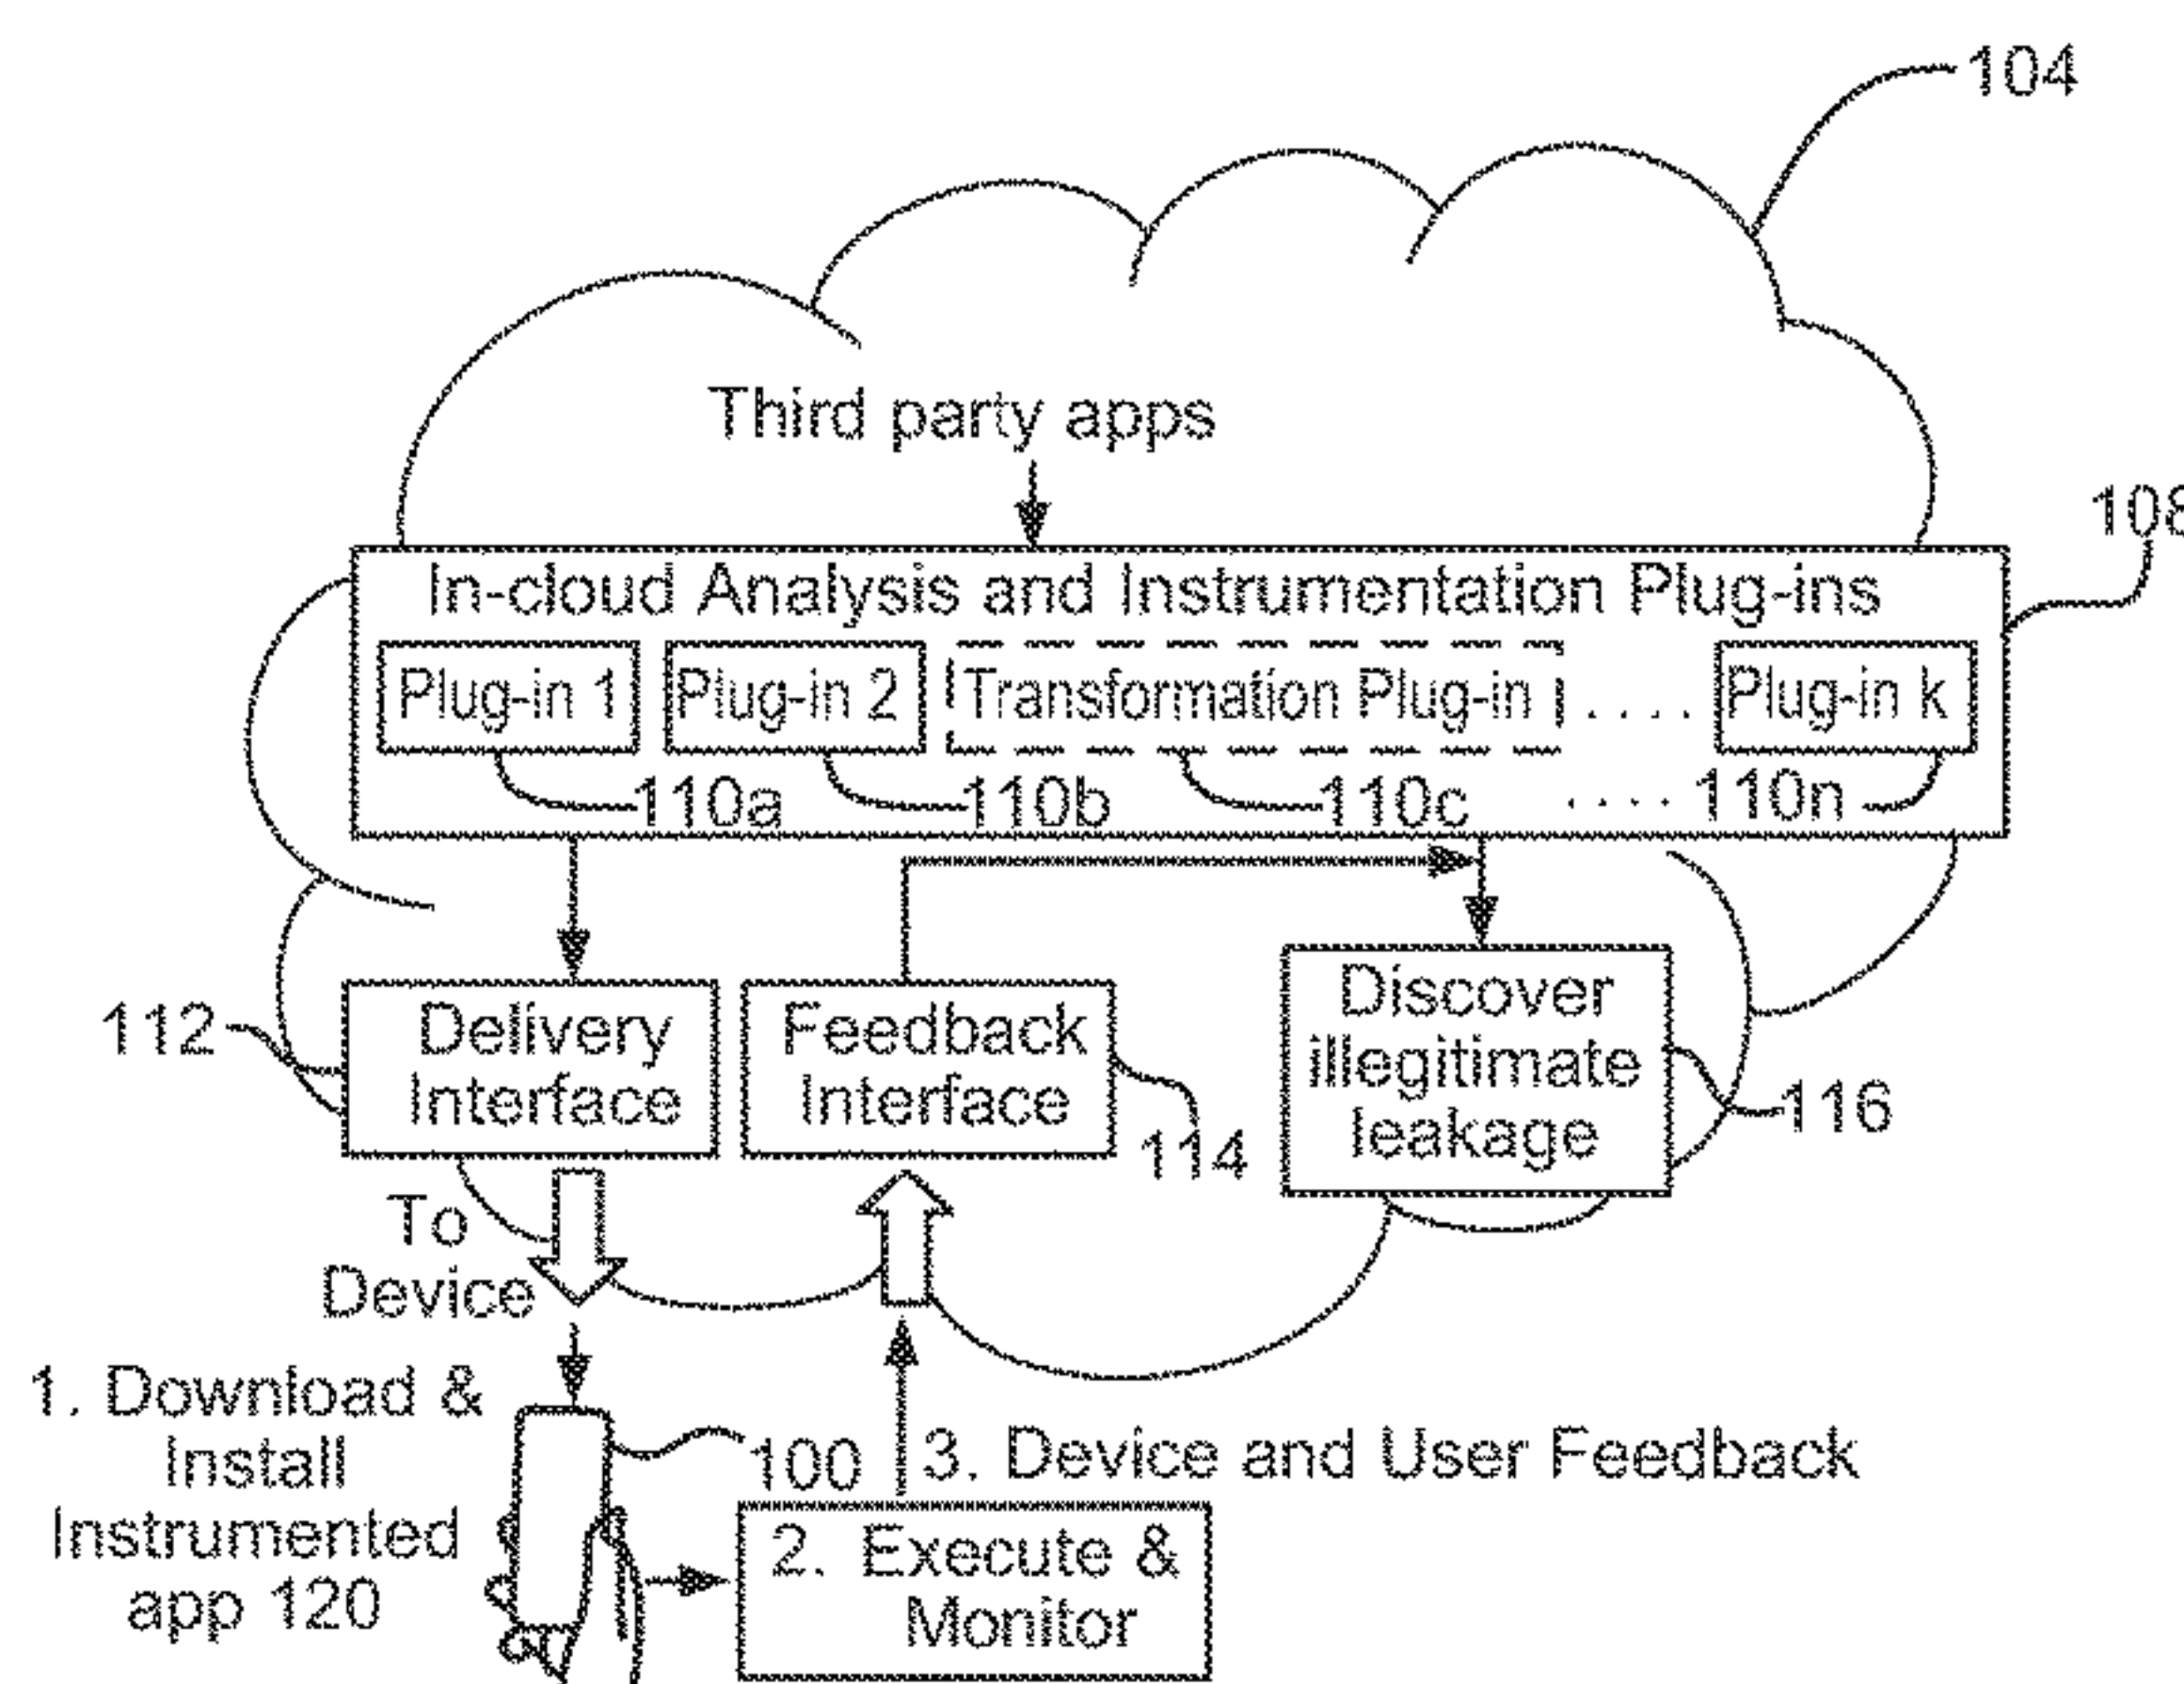 104
Third party apps
108
In-cloud Analysis and Instrumentation Plug-ins
Plug-in 1 Plug-in 2 Transformation Plug-in . . . . Plug-in k
110a 110b 110c . . . . 110n
112
Delivery
Interface
Feedback
Interface
114
Discover
illegitimate
leakage
116
To
Device
1. Download &
Install
Instrumented
app 120
100
3. Device and User Feedback
2. Execute &
Monitor